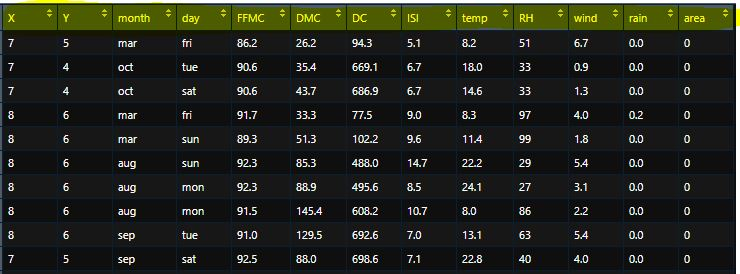 X Y month day FFMC DMC DC ISI temp RH wind rain area
7 5 mar fri 86.2 26.2 94.3 5.1 8.2 51 6.7 0.0 0
7 4 oct tue 90.6 35.4 669.1 6.7 18.0 33 0.9 0.0 0
7 4 oct sat 90.6 43.7 686.9 6.7 14.6 33 1.3 0.0 0
8 6 mar fri 91.7 33.3 77.5 9.0 8.3 97 4.0 0.2 0
8 6 mar sun 89.3 51.3 102.2 9.6 11.4 99 1.8 0.0 0
8 6 aug sun 92.3 85.3 488.0 14.7 22.2 29 5.4 0.0 0
8 6 aug mon 92.3 88.9 495.6 8.5 24.1 27 3.1 0.0 0
8 6 aug mon 91.5 145.4 608.2 10.7 8.0 86 2.2 0.0 0
8 6 sep tue 91.0 129.5 692.6 7.0 13.1 63 5.4 0.0 0
7 5 sep sat 92.5 88.0 698.6 7.1 22.8 40 4.0 0.0 0